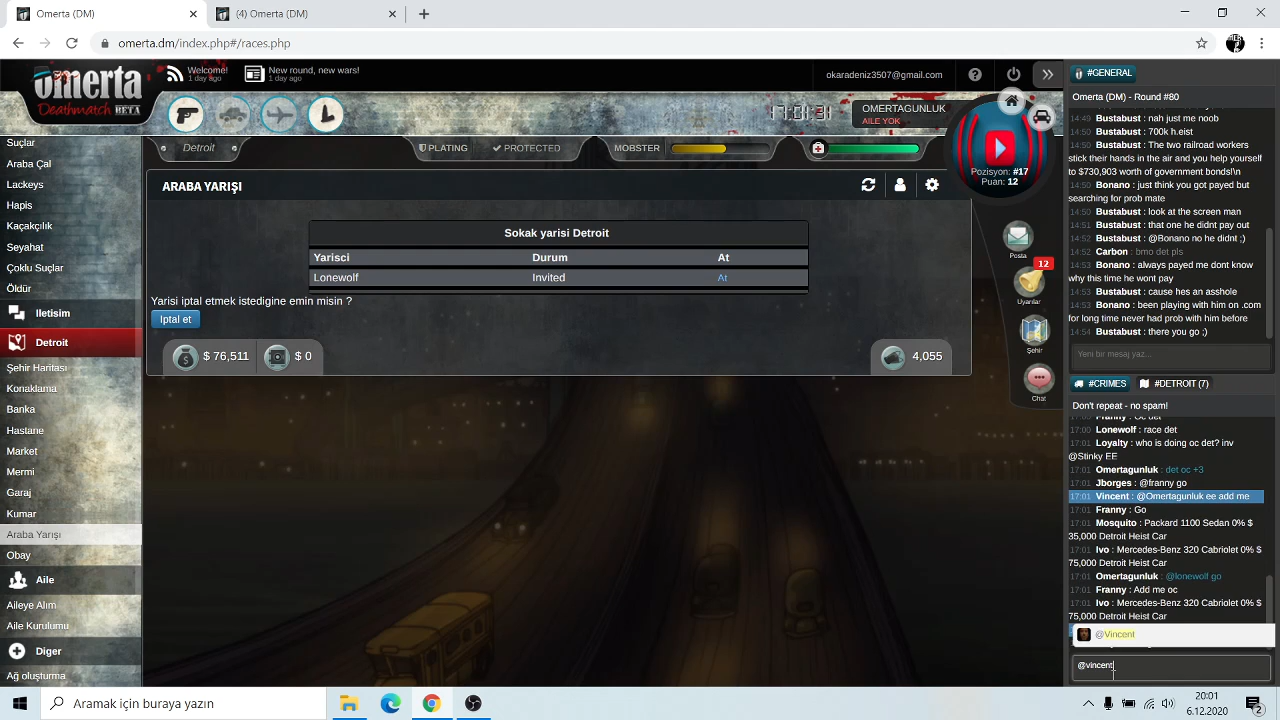 Omerta (DM)
(4) Omerta (DM)
omerta.dm/index.php#/races.php
omerta
Deathmatch BETA
Welcome!
1 day ago
New round, new wars!
1 day ago
okaradeniz3507@gmail.com
17:01:31
OMERTAGUNLUK
AILE YOK
Detroit
PLATING
PROTECTED
MOBSTER
Pozisyon: #17
Puan: 12
Suçlar
Araba Çal
Lackeys
Hapis
Kaçakçılık
Seyahat
Çoklu Suçlar
Öldür
Iletisim
Detroit
Şehir Haritası
Konaklama
Banka
Hastane
Market
Mermi
Garaj
Kumar
Araba Yarışı
Obay
Aile
Aileye Alım
Aile Kurulumu
Diger
Ağ oluşturma
ARABA YARIŞI
Sokak yarisi Detroit
Yarisci Durum At
Lonewolf Invited At
Yarisi iptal etmek istedigine emin misin ?
Iptal et
$ 76,511
$ 0
4,055
Posta
12
Uyarılar
Şehir
Chat
#GENERAL
Omerta (DM) - Round #80
14:49 Bustabust : nah just me noob
14:50 Bustabust : 700k h.eist
14:50 Bustabust : The two railroad workers
stick their hands in the air and you help yourself
to $730,903 worth of government bonds!\n
14:50 Bonano : just think you got payed but
searching for prob mate
14:50 Bustabust : look at the screen man
14:51 Bustabust : that one he didnt pay out
14:52 Bustabust : @Bonano no he didnt ;)
14:52 Carbon : bmo det pls
14:53 Bonano : always payed me dont know
why this time he wont pay
14:53 Bustabust : cause hes an asshole
14:53 Bonano : been playing with him on .com
for long time never had prob with him before
14:54 Bustabust : there you go ;)
Yeni bir mesaj yaz...
#CRIMES
#DETROIT (7)
Don't repeat - no spam!
17:00 Franny : Oc det
17:00 Lonewolf : race det
17:01 Loyalty : who is doing oc det? inv
@Stinky EE
17:01 Omertagunluk : det oc +3
17:01 Jborges : @franny go
17:01 Vincent : @Omertagunluk ee add me
17:01 Franny : Go
17:01 Mosquito : Packard 1100 Sedan 0% $
35,000 Detroit Heist Car
17:01 Ivo : Mercedes-Benz 320 Cabriolet 0% $
75,000 Detroit Heist Car
17:01 Omertagunluk : @lonewolf go
17:01 Franny : Add me oc
17:01 Ivo : Mercedes-Benz 320 Cabriolet 0% $
75,000 Detroit Heist Car
@Vincent
@vincent
Aramak için buraya yazın
20:01
6.12.2020
2